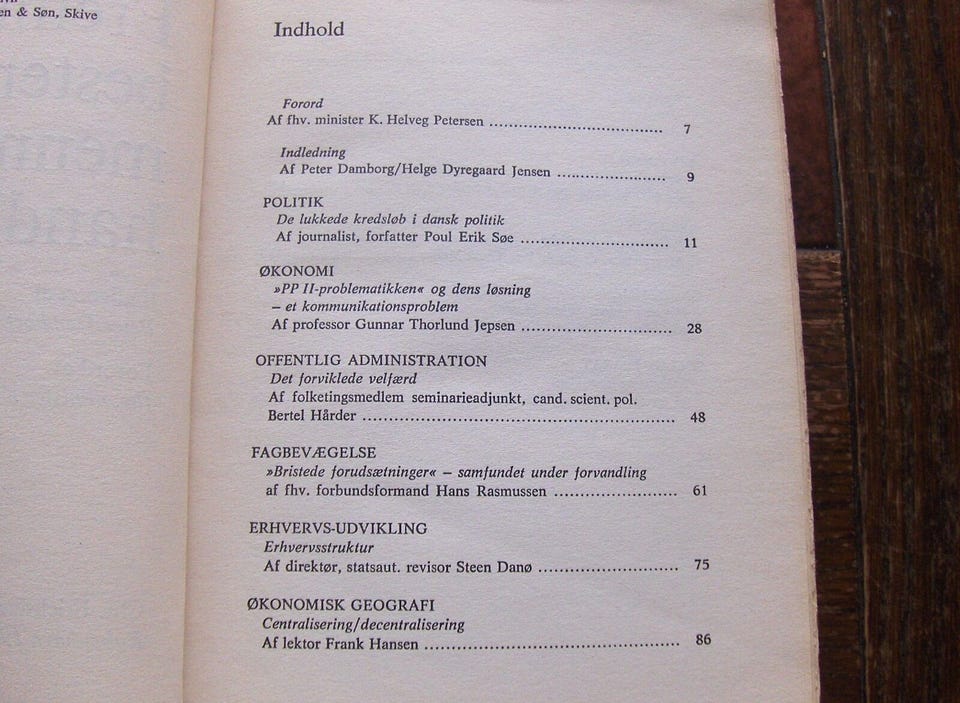 en & Søn, Skive
Indhold
Forord
Af fhv. minister K. Helveg Petersen ................................ 7
Indledning
Af Peter Damborg/Helge Dyregaard Jensen .................... 9
POLITIK
De lukkede kredsløb i dansk politik
Af journalist, forfatter Poul Erik Søe ........................... 11
ØKONOMI
»PP II-problematikken« og dens løsning
– et kommunikationsproblem
Af professor Gunnar Thorlund Jepsen ........................... 28
OFFENTLIG ADMINISTRATION
Det forviklede velfærd
Af folketingsmedlem seminarieadjunkt, cand. scient. pol.
Bertel Hårder ......................................................... 48
FAGBEVÆGELSE
»Bristede forudsætninger« – samfundet under forvandling
af fhv. forbundsformand Hans Rasmussen ...................... 61
ERHVERVS-UDVIKLING
Erhvervsstruktur
Af direktør, statsaut. revisor Steen Danø ......................... 75
ØKONOMISK GEOGRAFI
Centralisering/decentralisering
Af lektor Frank Hansen .............................................. 86